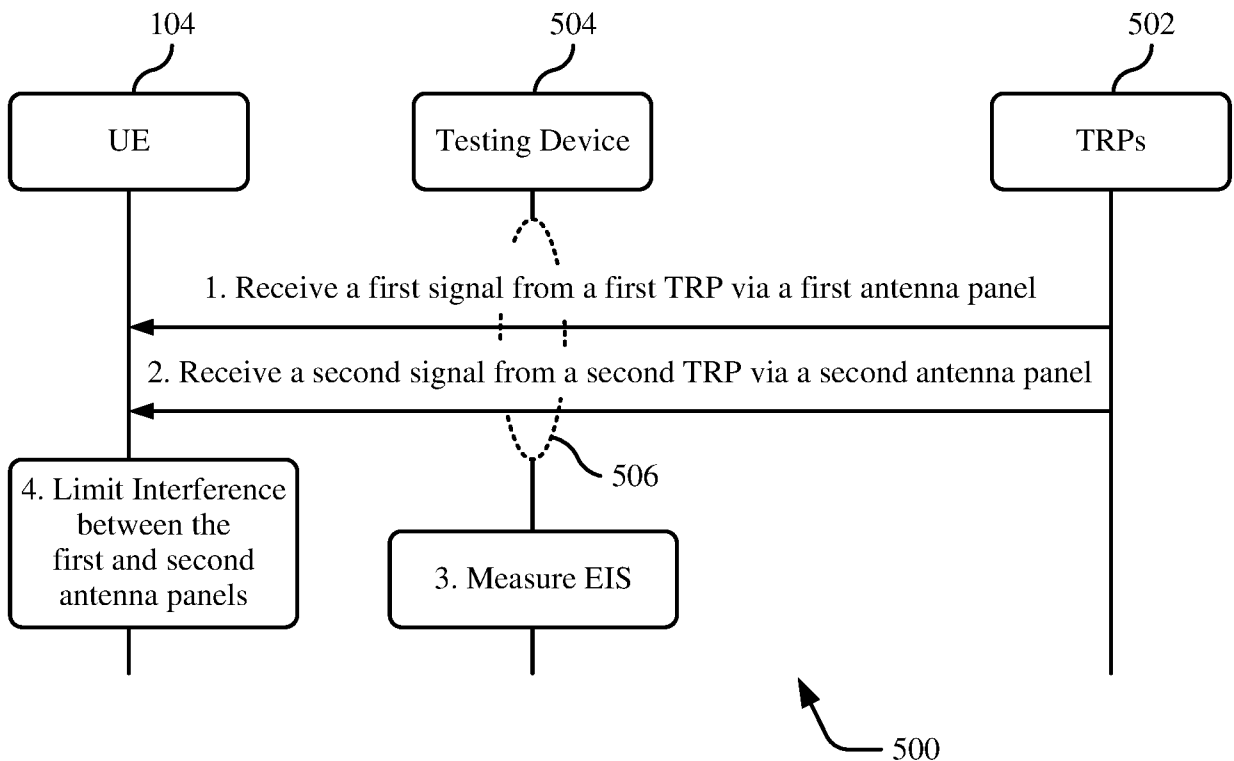 104
504
502
UE
Testing Device
TRPs
1. Receive a first signal from a first TRP via a first antenna panel
2. Receive a second signal from a second TRP via a second antenna panel
506
4. Limit Interference
between the
first and second
antenna panels
3. Measure EIS
500